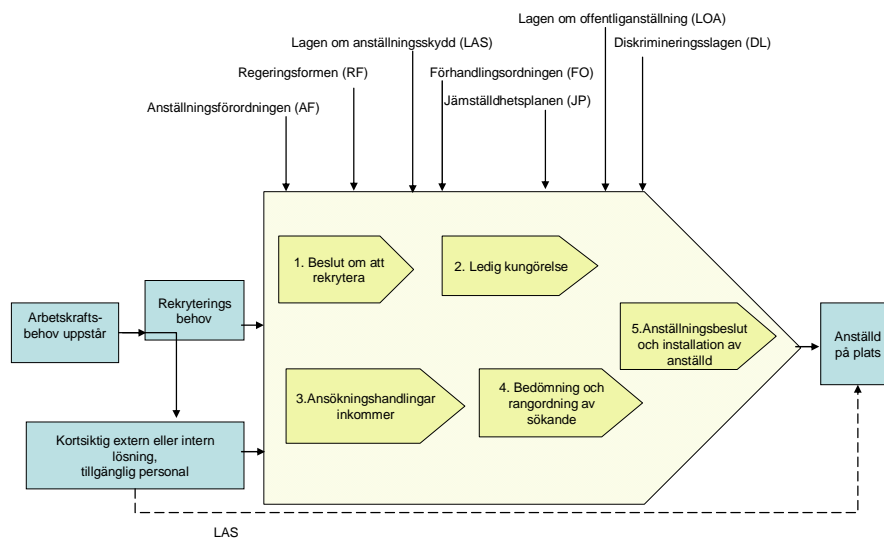 Lagen om offentliganställning (LOA)
Lagen om anställningsskydd (LAS)
Diskrimineringsslagen (DL)
Regeringsformen (RF)
Förhandlingsordningen (FO)
Anställningsförordningen (AF)
Jämställdhetsplanen (JP)
1. Beslut om att
rekrytera
2. Ledig kungörelse
Rekryterings
behov
Arbetskrafts-
behov uppstår
5.Anställningsbeslut
och installation av
anställd
Anställd
på plats
3.Ansökningshandlingar
inkommer
4. Bedömning och
rangordning av
sökande
Kortsiktig extern eller intern
lösning,
tillgänglig personal
LAS